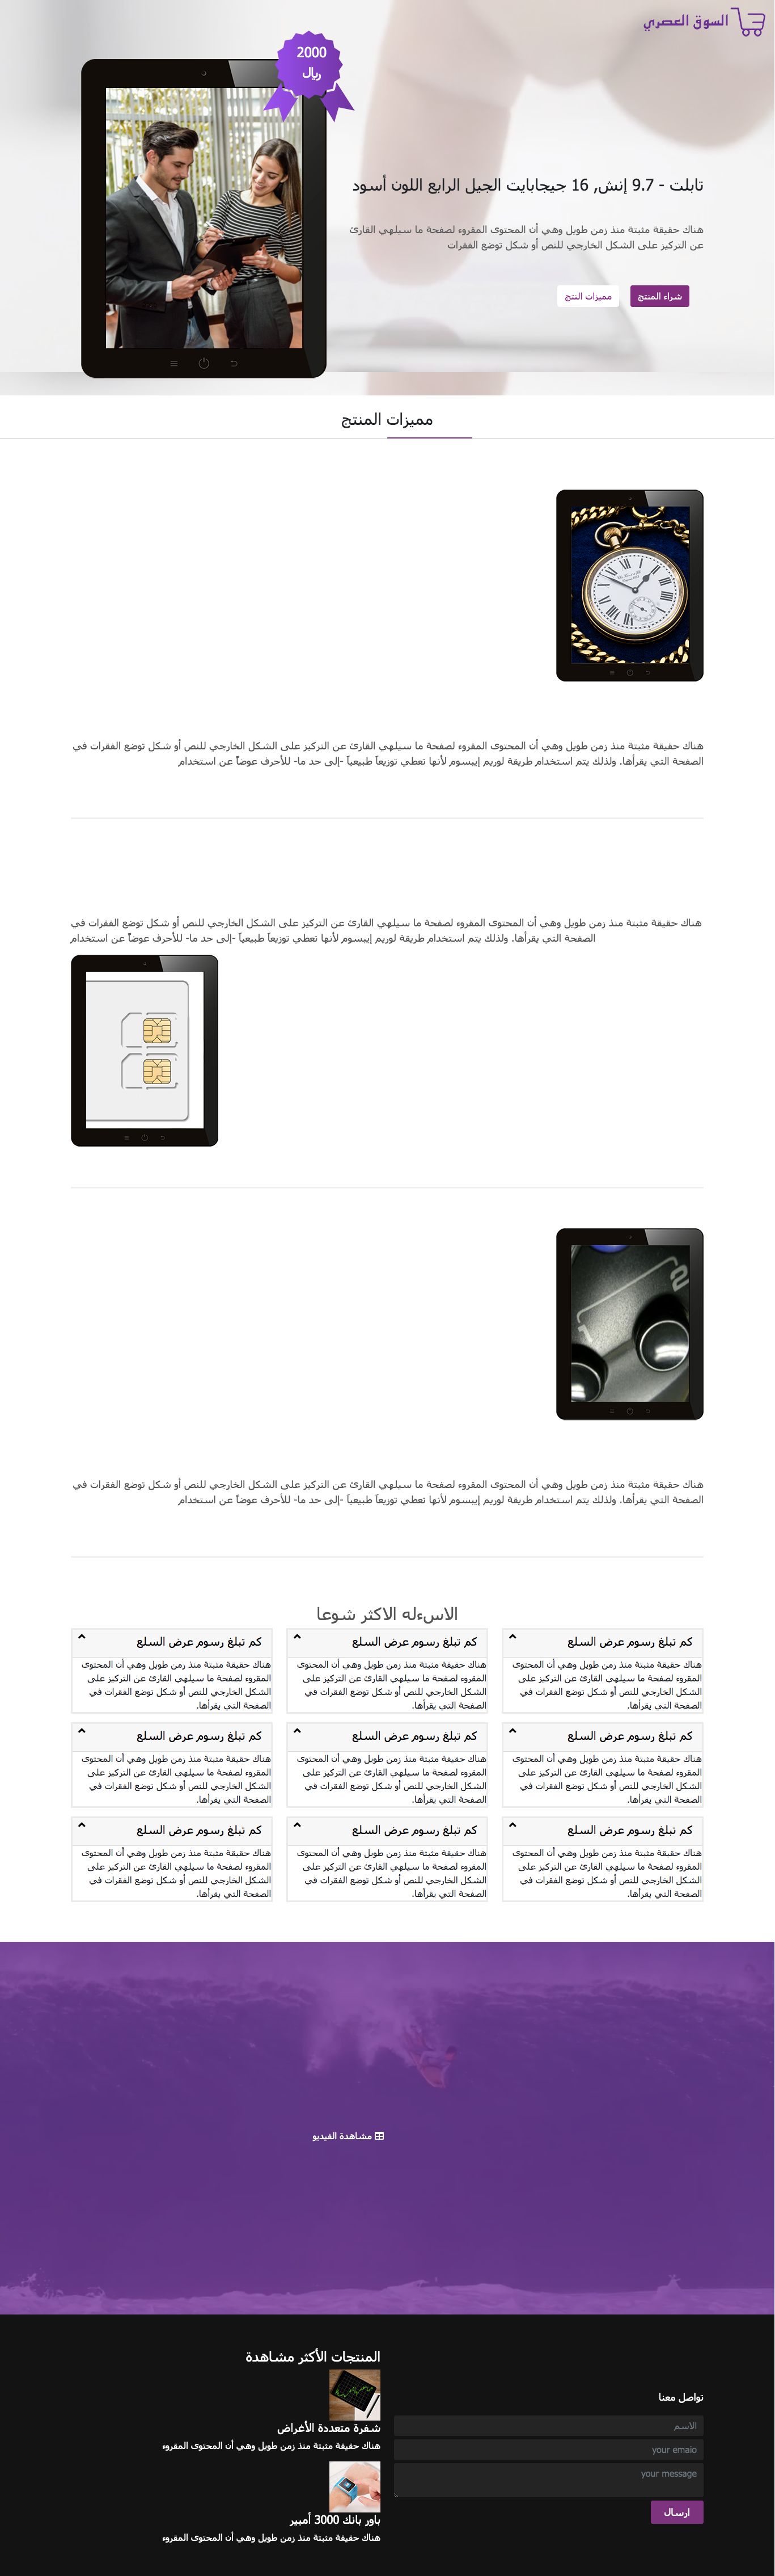 السوق العصري
2000
ريال
تابلت - 9.7 إنش, 16 جيجابايت الجيل الرابع اللون أسود
هناك حقيقة مثبتة منذ زمن طويل وهي أن المحتوى المقروء لصفحة ما سيلهي القارئ
عن التركيز على الشكل الخارجي للنص أو شكل توضع الفقرات
شراء المنتج
مميزات النتج
مميزات المنتج
هناك حقيقة مثبتة منذ زمن طويل وهي أن المحتوى المقروء لصفحة ما سيلهي القارئ عن التركيز على الشكل الخارجي للنص أو شكل توضع الفقرات في
الصفحة التي يقرأها. ولذلك يتم استخدام طريقة لوريم إيبسوم لأنها تعطي توزيعاً طبيعياً -إلى حد ما- للأحرف عوضاً عن استخدام
هناك حقيقة مثبتة منذ زمن طويل وهي أن المحتوى المقروء لصفحة ما سيلهي القارئ عن التركيز على الشكل الخارجي للنص أو شكل توضع الفقرات في
الصفحة التي يقرأها. ولذلك يتم استخدام طريقة لوريم إيبسوم لأنها تعطي توزيعاً طبيعياً -إلى حد ما- للأحرف عوضاً عن استخدام
2
1
هناك حقيقة مثبتة منذ زمن طويل وهي أن المحتوى المقروء لصفحة ما سيلهي القارئ عن التركيز على الشكل الخارجي للنص أو شكل توضع الفقرات في
الصفحة التي يقرأها. ولذلك يتم استخدام طريقة لوريم إيبسوم لأنها تعطي توزيعاً طبيعياً -إلى حد ما- للأحرف عوضاً عن استخدام
الاسءله الاكثر شوعا
كم تبلغ رسوم عرض السلع
هناك حقيقة مثبتة منذ زمن طويل وهي أن المحتوى
المقروء لصفحة ما سيلهي القارئ عن التركيز على
الشكل الخارجي للنص أو شكل توضع الفقرات في
الصفحة التي يقرأها.
كم تبلغ رسوم عرض السلع
هناك حقيقة مثبتة منذ زمن طويل وهي أن المحتوى
المقروء لصفحة ما سيلهي القارئ عن التركيز على
الشكل الخارجي للنص أو شكل توضع الفقرات في
الصفحة التي يقرأها.
كم تبلغ رسوم عرض السلع
هناك حقيقة مثبتة منذ زمن طويل وهي أن المحتوى
المقروء لصفحة ما سيلهي القارئ عن التركيز على
الشكل الخارجي للنص أو شكل توضع الفقرات في
الصفحة التي يقرأها.
كم تبلغ رسوم عرض السلع
هناك حقيقة مثبتة منذ زمن طويل وهي أن المحتوى
المقروء لصفحة ما سيلهي القارئ عن التركيز على
الشكل الخارجي للنص أو شكل توضع الفقرات في
الصفحة التي يقرأها.
كم تبلغ رسوم عرض السلع
هناك حقيقة مثبتة منذ زمن طويل وهي أن المحتوى
المقروء لصفحة ما سيلهي القارئ عن التركيز على
الشكل الخارجي للنص أو شكل توضع الفقرات في
الصفحة التي يقرأها.
كم تبلغ رسوم عرض السلع
هناك حقيقة مثبتة منذ زمن طويل وهي أن المحتوى
المقروء لصفحة ما سيلهي القارئ عن التركيز على
الشكل الخارجي للنص أو شكل توضع الفقرات في
الصفحة التي يقرأها.
كم تبلغ رسوم عرض السلع
هناك حقيقة مثبتة منذ زمن طويل وهي أن المحتوى
المقروء لصفحة ما سيلهي القارئ عن التركيز على
الشكل الخارجي للنص أو شكل توضع الفقرات في
الصفحة التي يقرأها.
كم تبلغ رسوم عرض السلع
هناك حقيقة مثبتة منذ زمن طويل وهي أن المحتوى
المقروء لصفحة ما سيلهي القارئ عن التركيز على
الشكل الخارجي للنص أو شكل توضع الفقرات في
الصفحة التي يقرأها.
كم تبلغ رسوم عرض السلع
هناك حقيقة مثبتة منذ زمن طويل وهي أن المحتوى
المقروء لصفحة ما سيلهي القارئ عن التركيز على
الشكل الخارجي للنص أو شكل توضع الفقرات في
الصفحة التي يقرأها.
مشاهدة الفيديو
تواصل معنا
الاسم
your emaio
your message
ارسال
المنتجات الأكثر مشاهدة
شفرة متعددة الأغراض
هناك حقيقة مثبتة منذ زمن طويل وهي أن المحتوى المقروء
باور بانك 3000 أمبير
هناك حقيقة مثبتة منذ زمن طويل وهي أن المحتوى المقروء